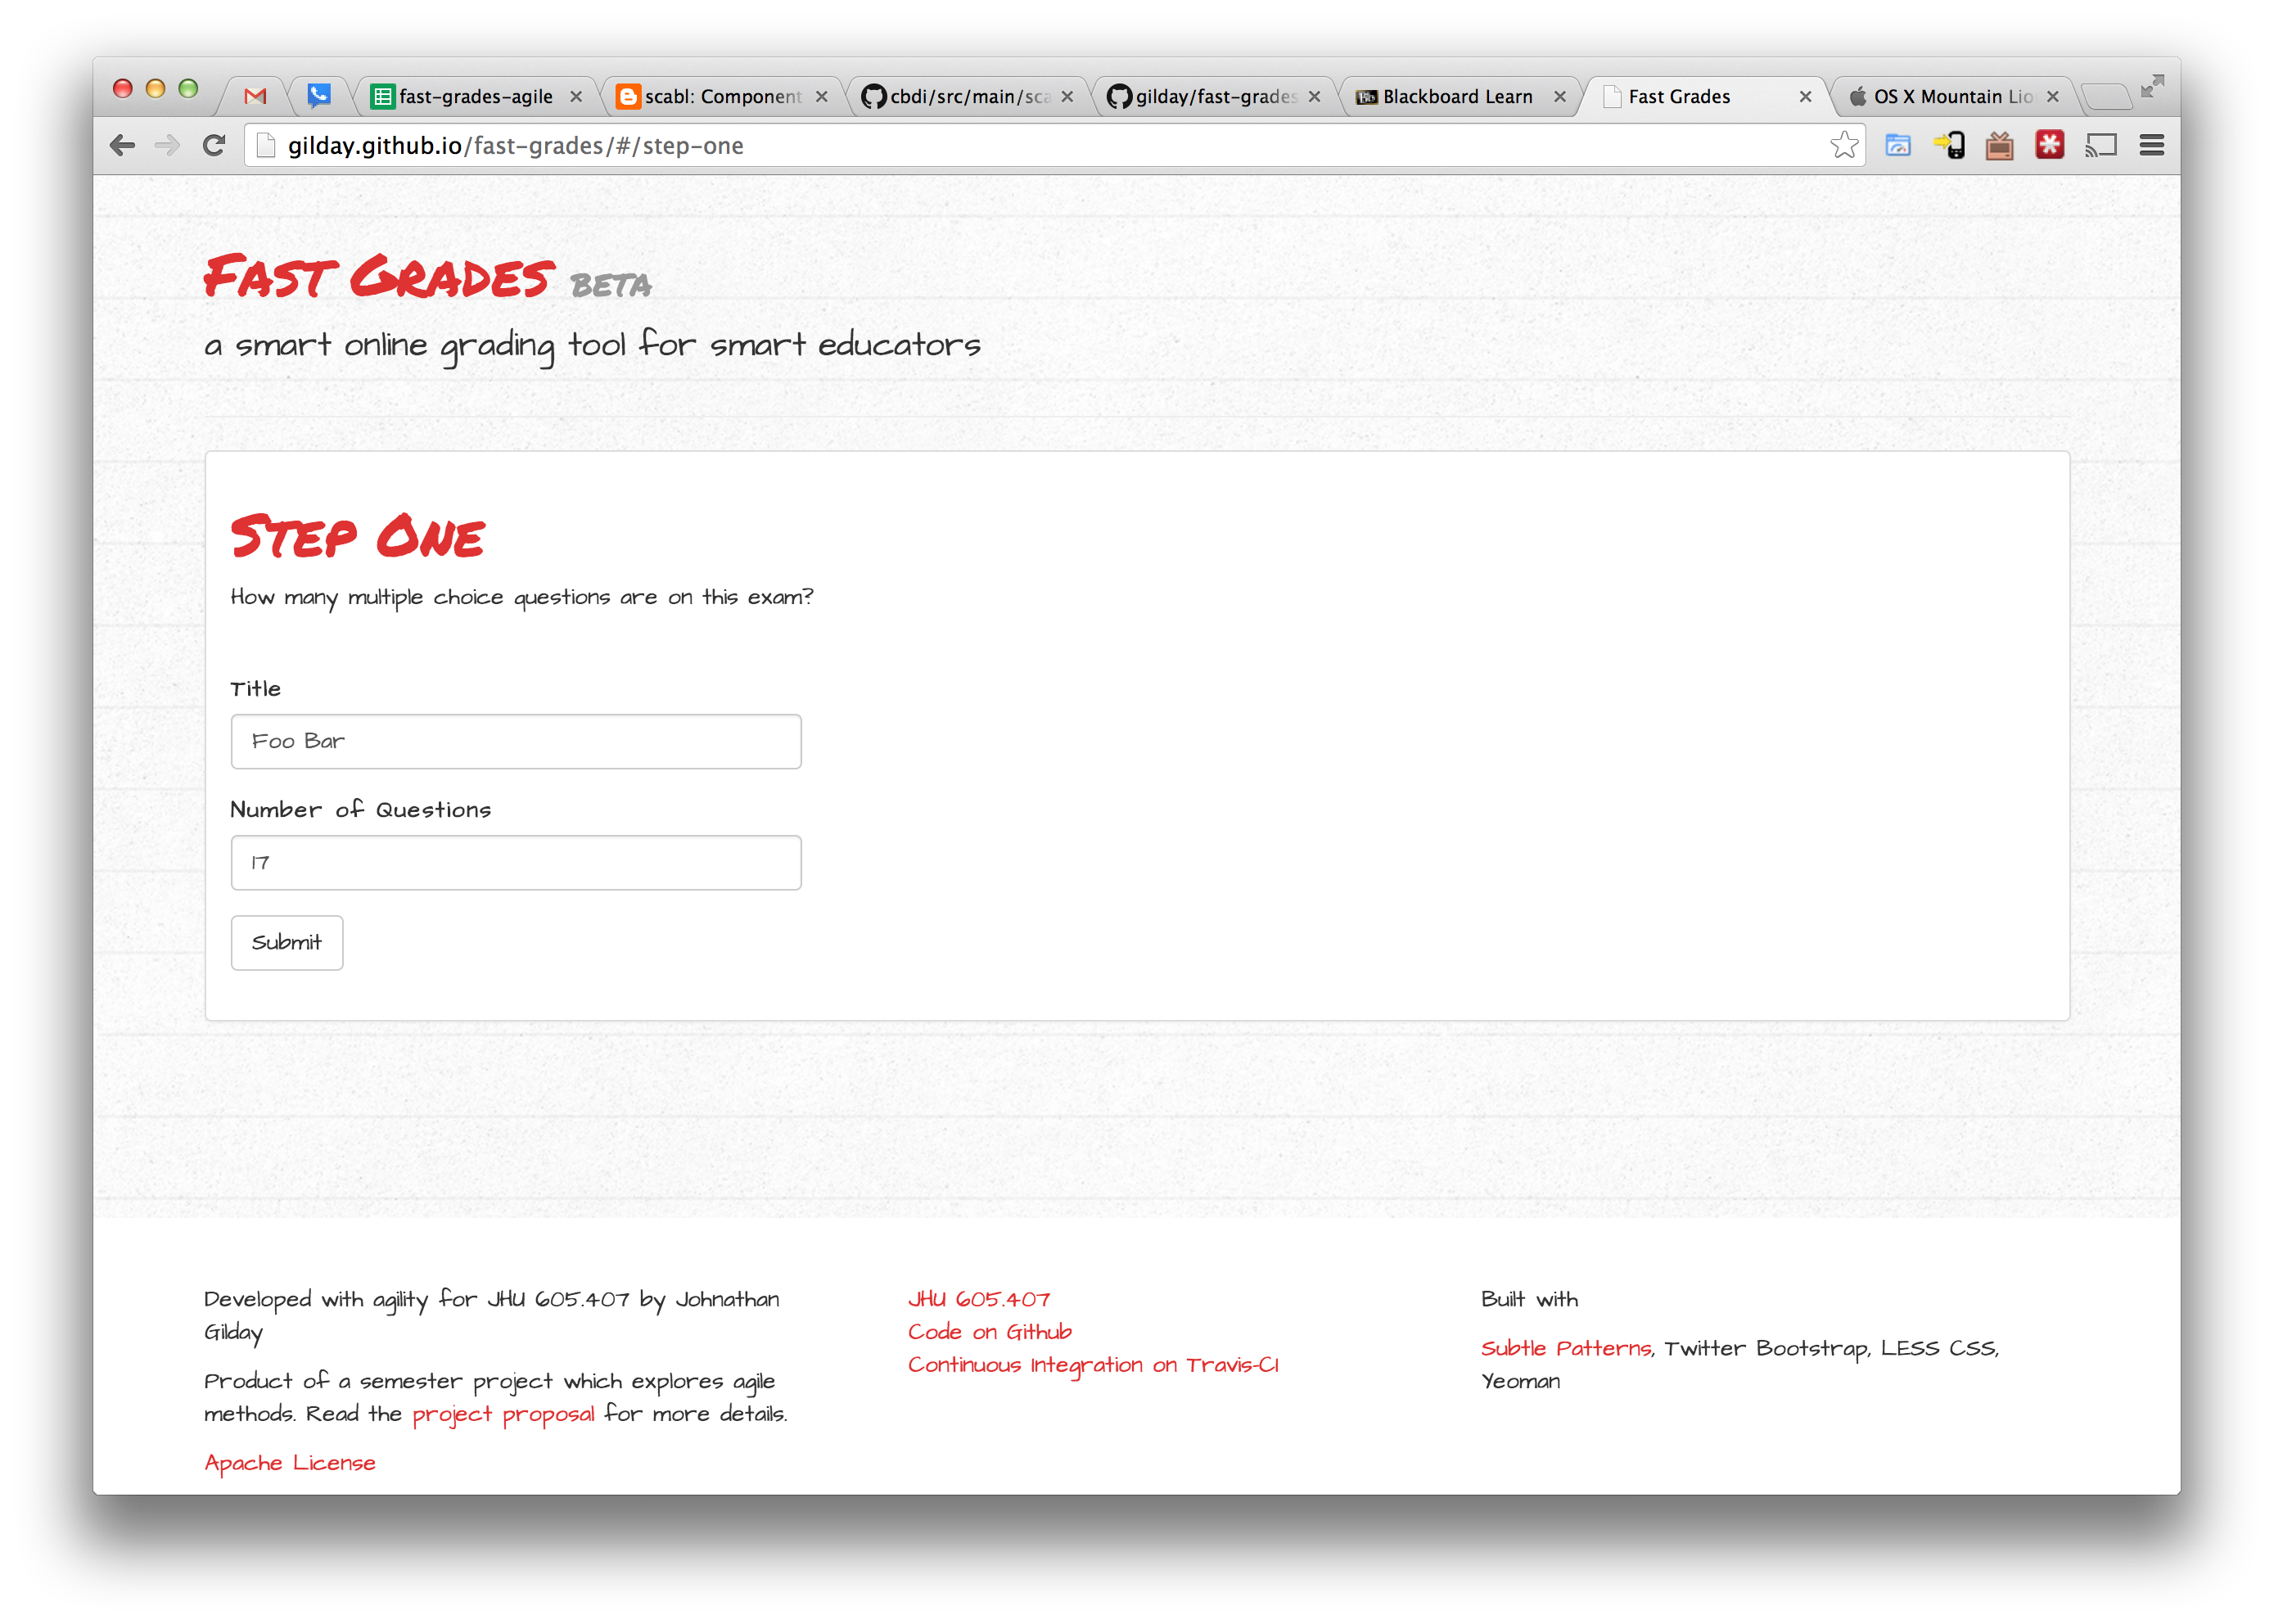 fast-grades-agile
scabl: Component
cbdi/src/main/sca
gilday/fast-grades
Blackboard Learn
Fast Grades
OS X Mountain Lio
gilday.github.io/fast-grades/#/step-one
Fast Grades beta
a smart online grading tool for smart educators
Step One
How many multiple choice questions are on this exam?
Title
Foo Bar
Number of Questions
17
Submit
Developed with agility for JHU 605.407 by Johnathan
Gilday
Product of a semester project which explores agile
methods. Read the project proposal for more details.
Apache License
JHU 605.407
Code on Github
Continuous Integration on Travis-CI
Built with
Subtle Patterns, Twitter Bootstrap, LESS CSS,
Yeoman